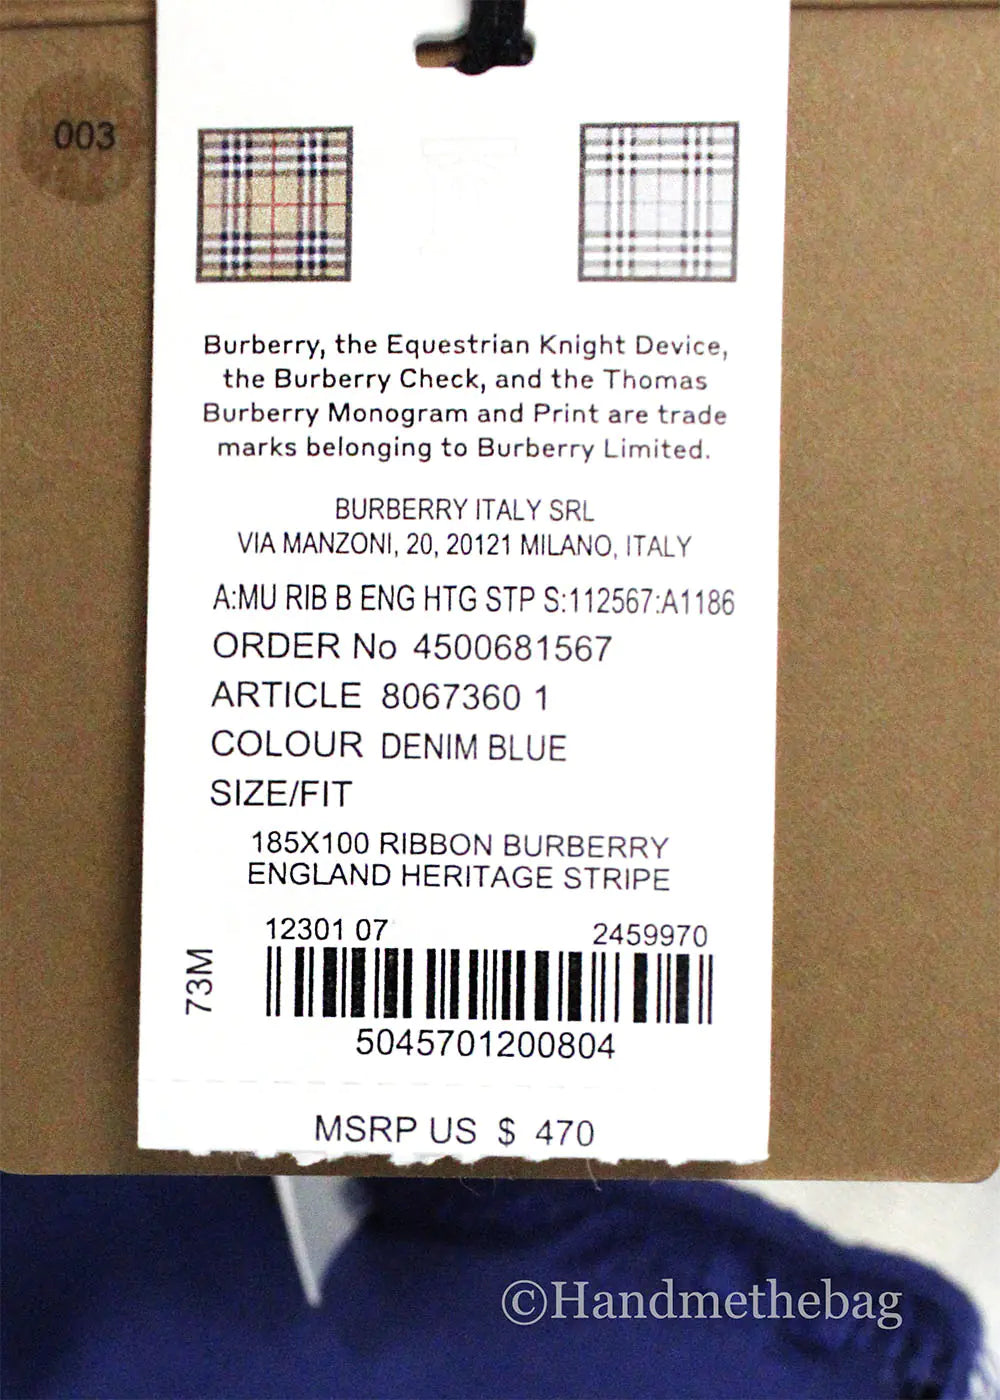 003
Burberry, the Equestrian Knight Device,
the Burberry Check, and the Thomas
Burberry Monogram and Print are trade
marks belonging to Burberry Limited.
BURBERRY ITALY SRL
VIA MANZONI, 20, 20121 MILANO, ITALY
A:MU RIB B ENG HTG STP S:112567:A1186
ORDER No 4500681567
ARTICLE 8067360 1
COLOUR DENIM BLUE
SIZE/FIT
185X100 RIBBON BURBERRY
ENGLAND HERITAGE STRIPE
12301 07 2459970
73M
5045701200804
MSRP US $ 470
©Handmethebag